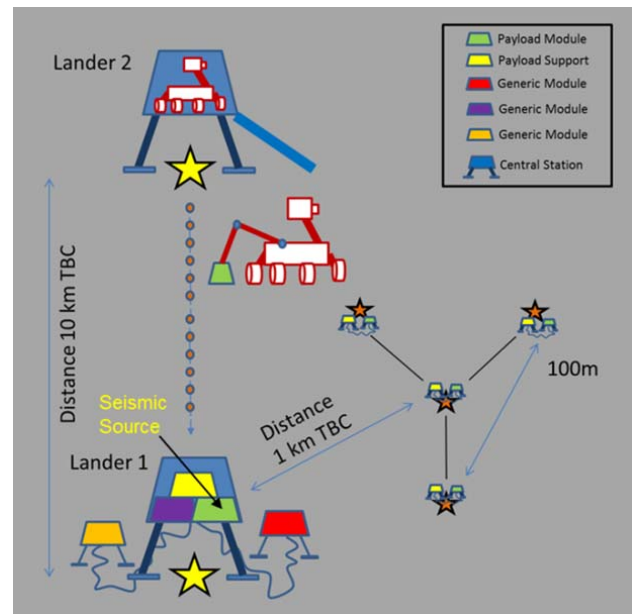 Lander 2
Payload Module
Payload Support
Generic Module
Generic Module
Generic Module
Central Station
Distance 10 km TBC
100m
Seismic
Source
Distance
1 km TBC
Lander 1